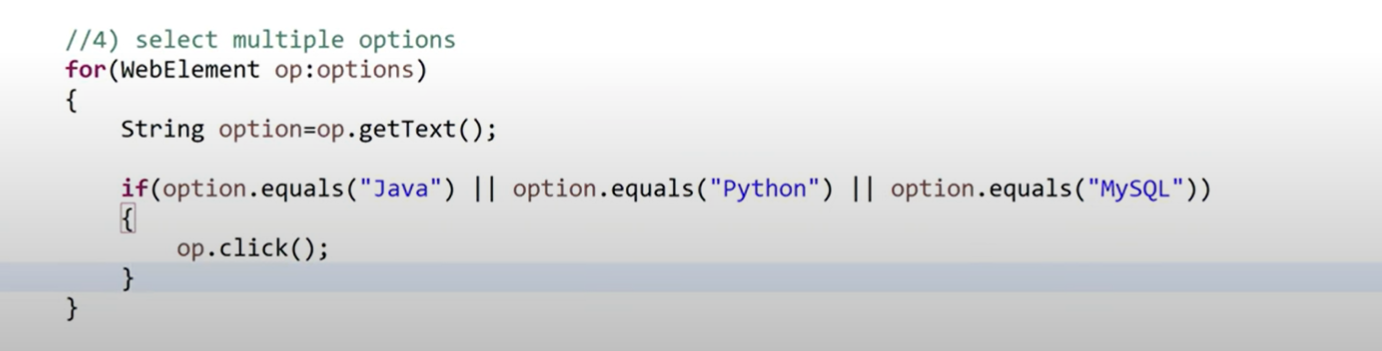 //4) select multiple options
for(WebElement op:options)
{
String option=op.getText();
if(option.equals("Java") || option.equals("Python") || option.equals("MySQL"))
{
op.click();
}
}